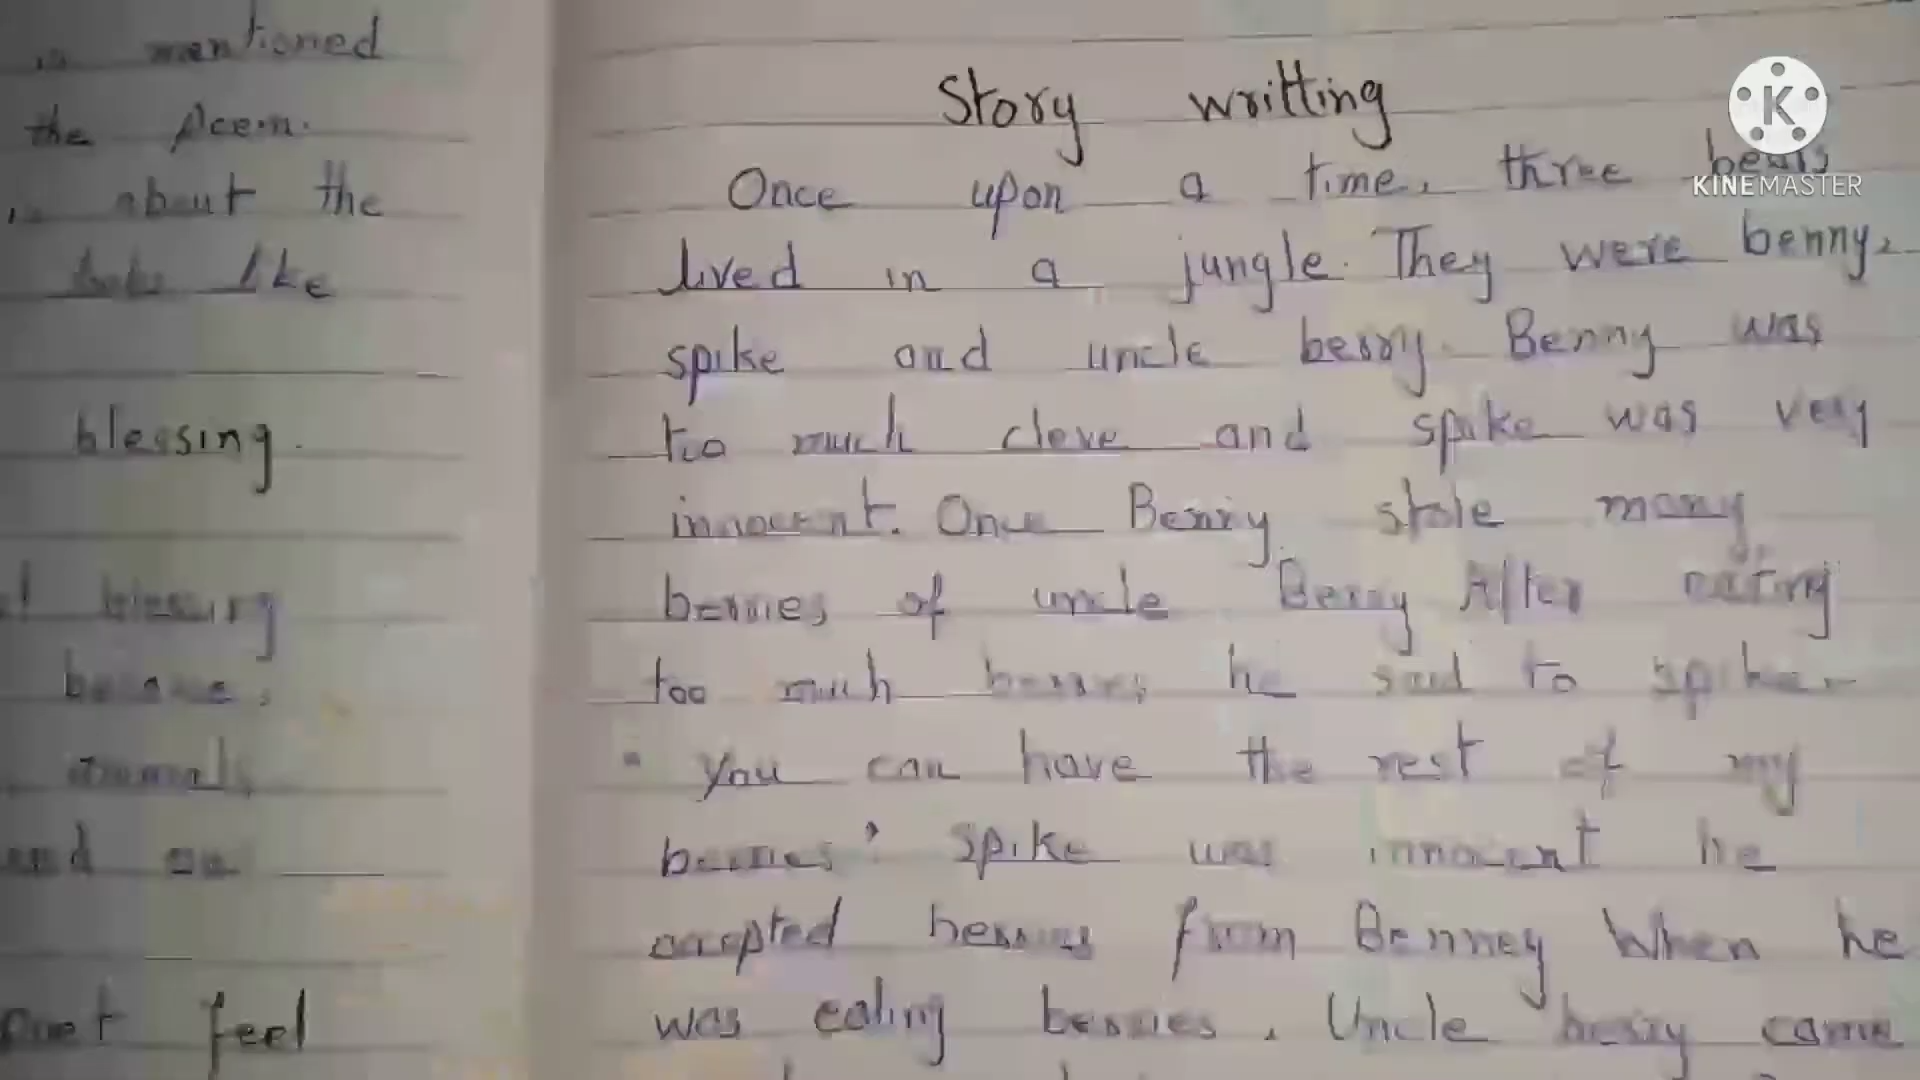 mentioned
the poem.
about the
like
blessing.
blessing
and
feel
Story writting
Once upon a time, three bears
lived in a jungle. They were benny,
spike and uncle berry. Benny was
too much cleve and spike was very
innocent. Once Benny stole many
berries of uncle Berry After eating
too much berries he said to spike
" You can have the rest of my
berries" spike was innocent he
accepted berries from Benney When he
was eating berries. Uncle berry came
KINEMASTER